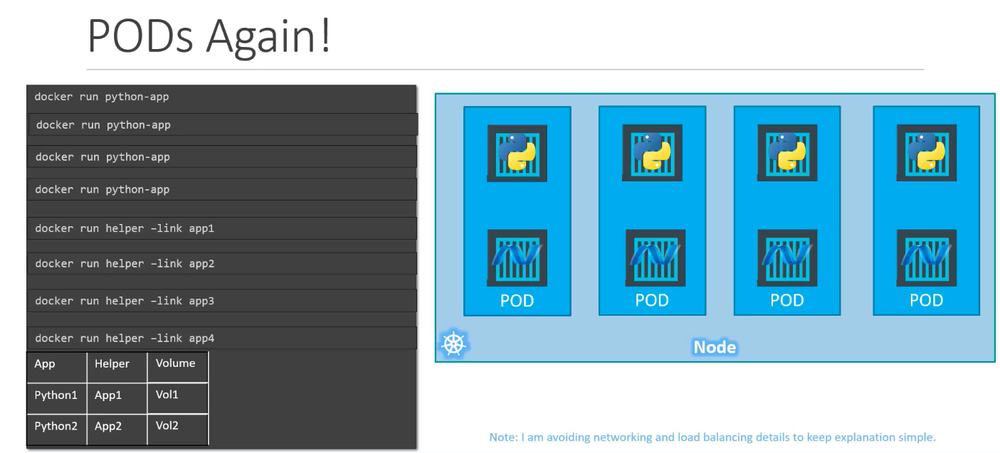 PODs Again!
docker run python-app
docker run python-app
docker run python-app
docker run python-app
docker run helper –link app1
docker run helper –link app2
docker run helper –link app3
docker run helper –link app4
App Helper Volume
Python1 App1 Vol1
Python2 App2 Vol2
POD POD POD POD
Node
Note: I am avoiding networking and load balancing details to keep explanation simple.